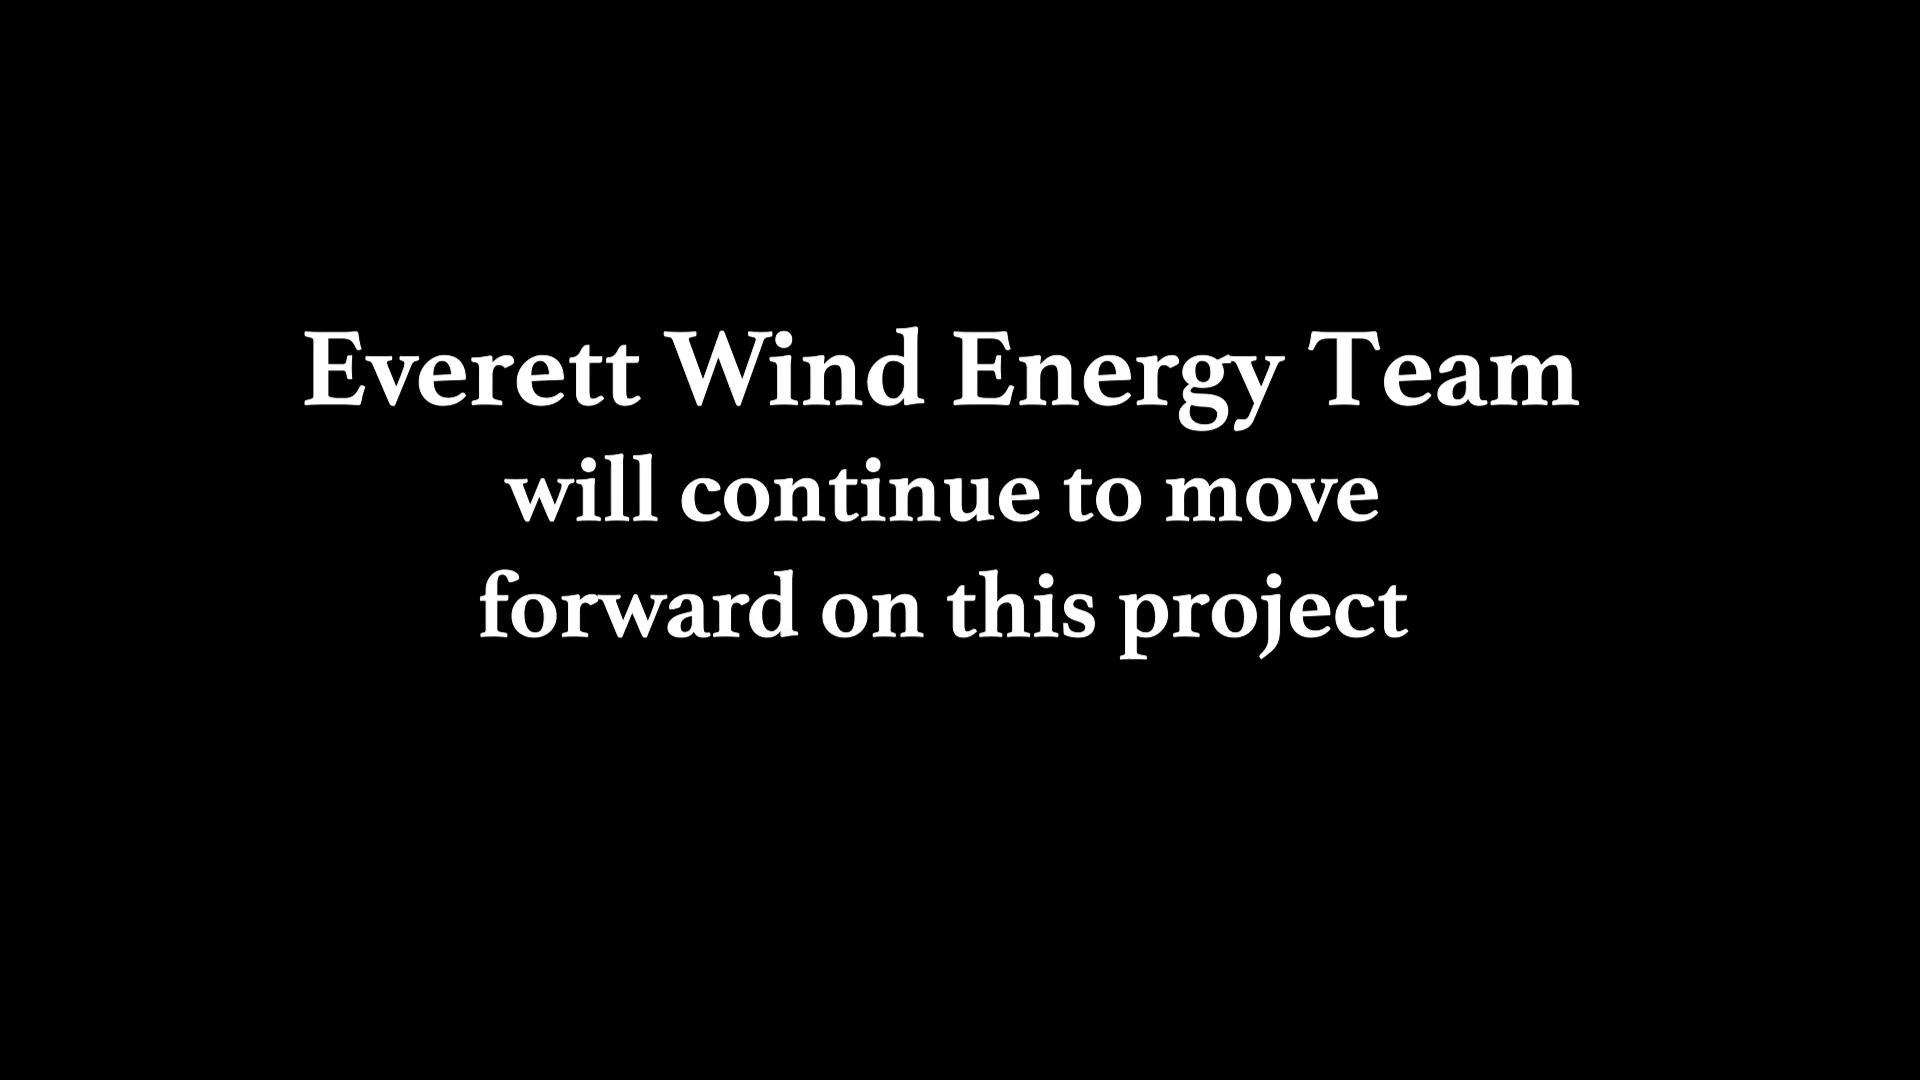 Everett Wind Energy Team
will continue to move
forward on this project